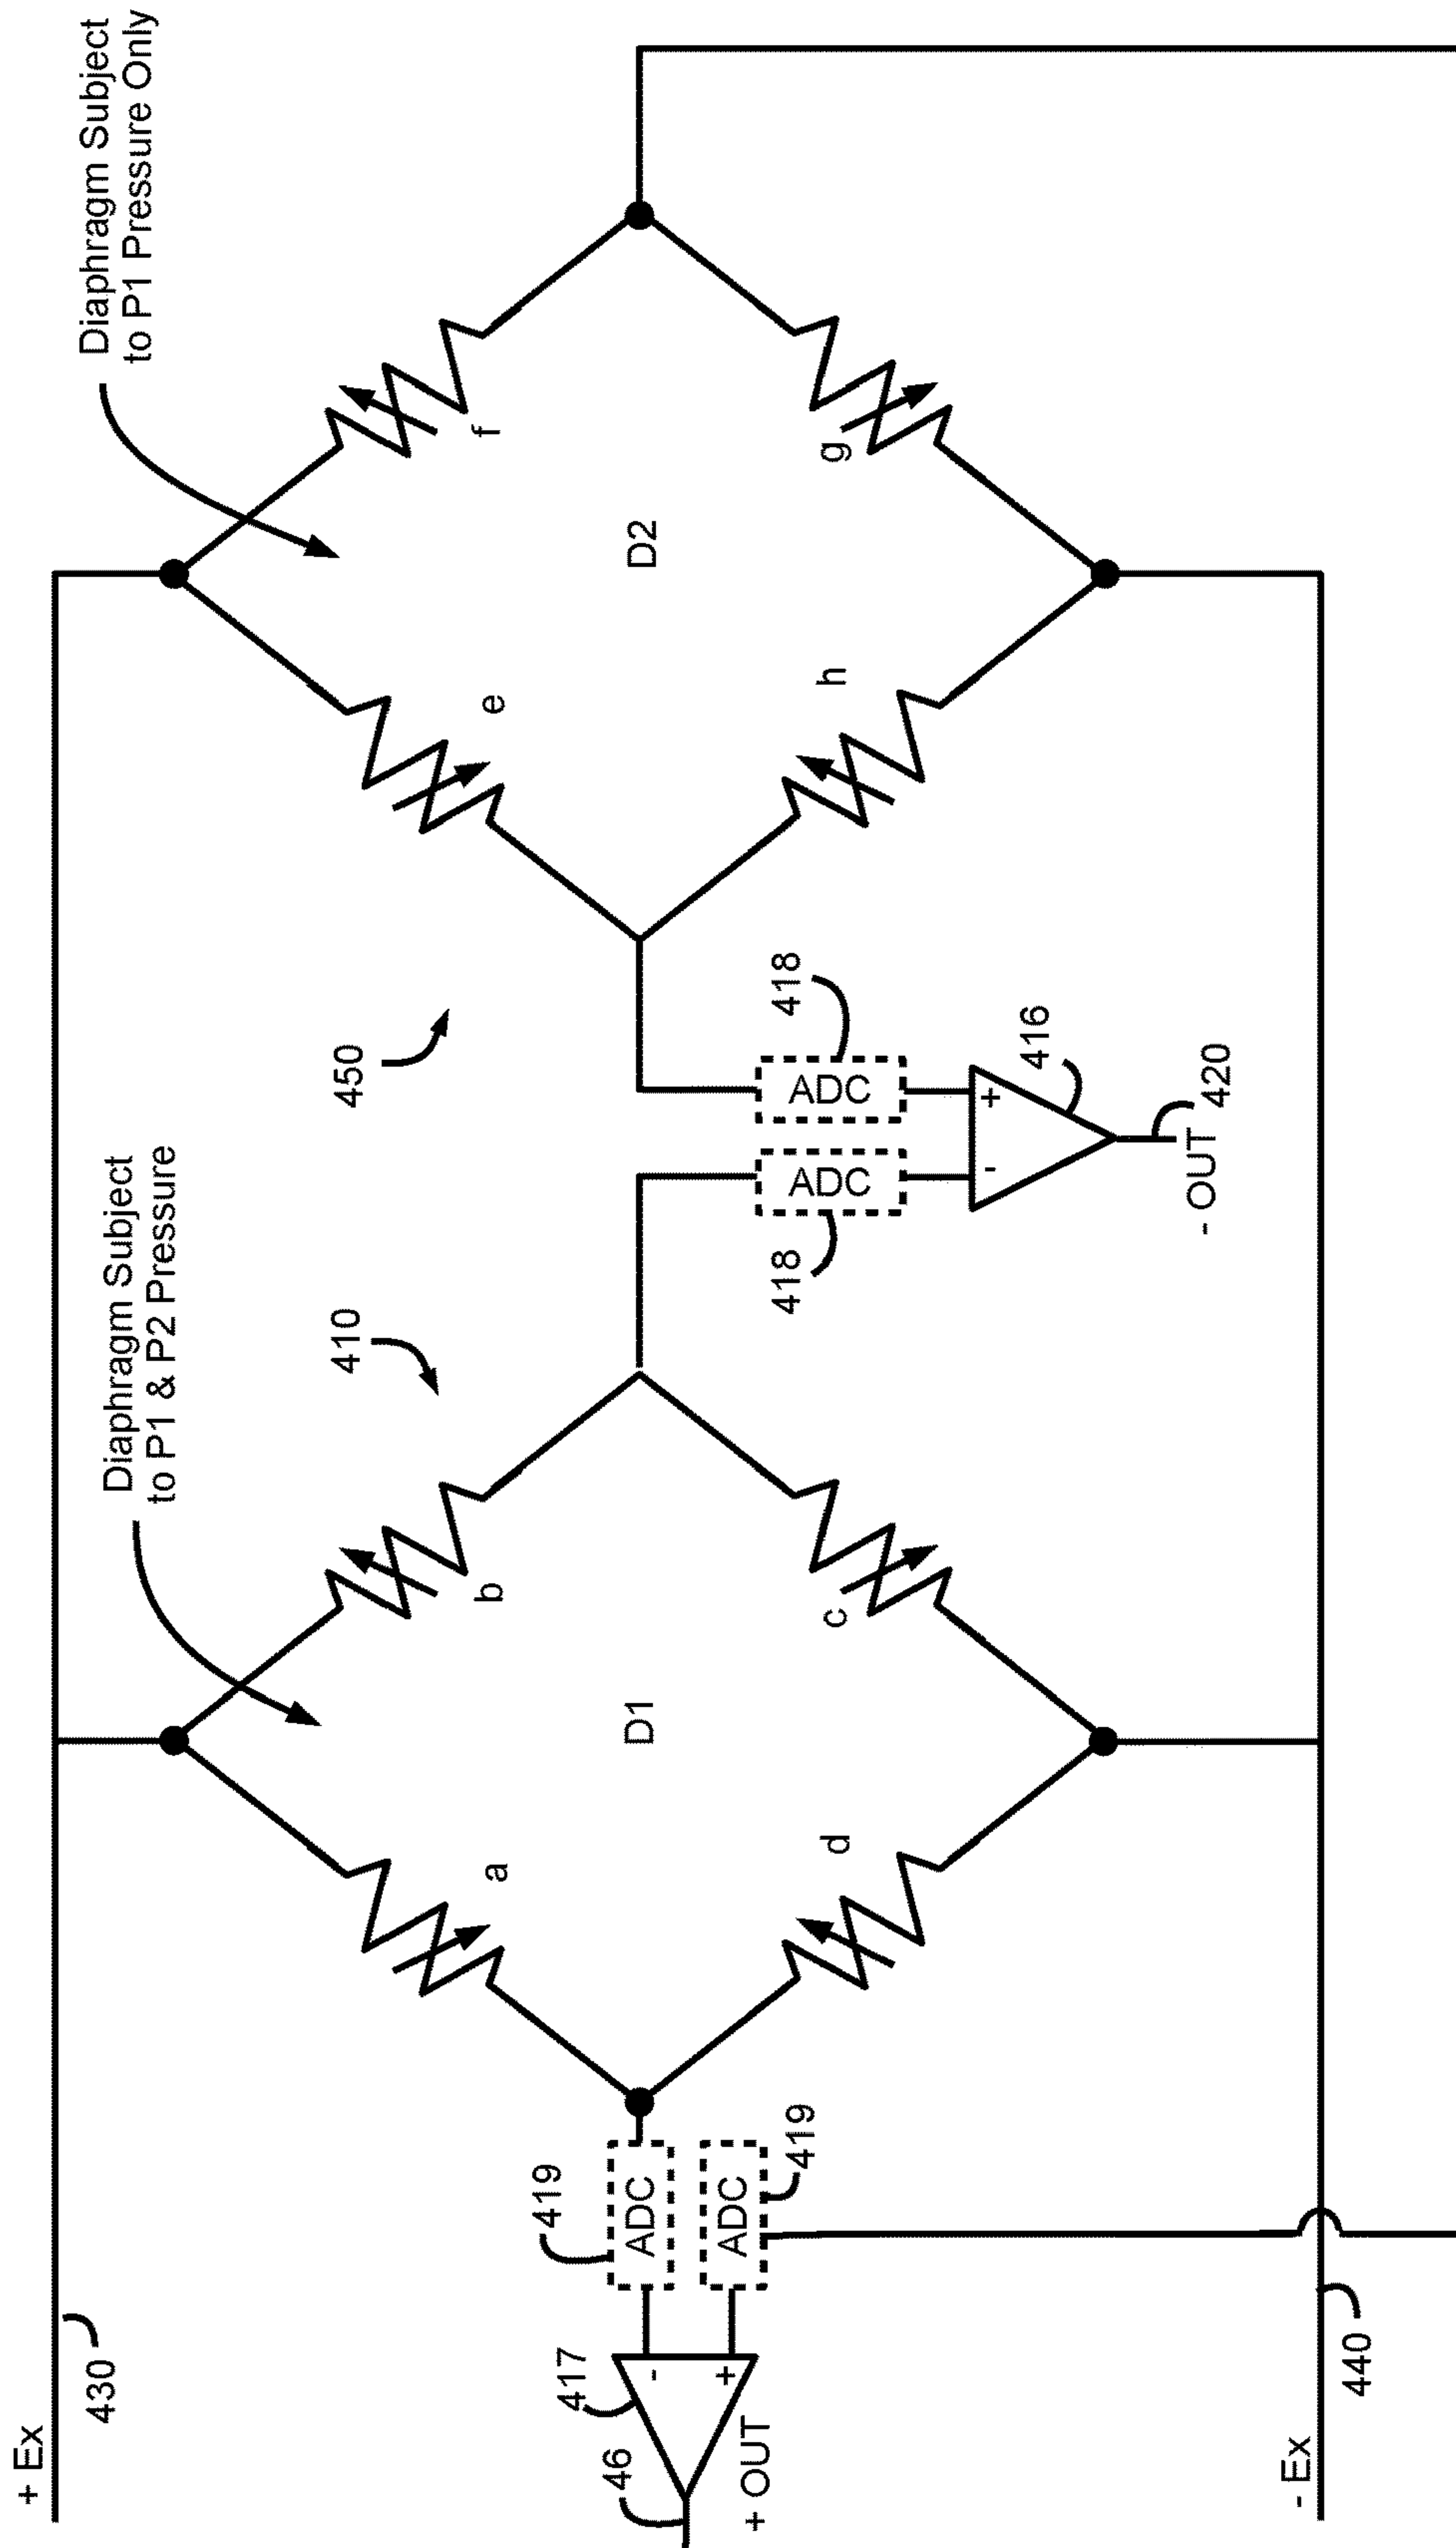 + Ex
430
Diaphragm Subject
to P1 & P2 Pressure
Diaphragm Subject
to P1 Pressure Only
410
450
a
b
e
f
D1
D2
d
c
h
g
419
ADC
ADC
419
417
-
+
46
+ OUT
418
ADC
ADC
418
-
+
416
- OUT
420
- Ex
440